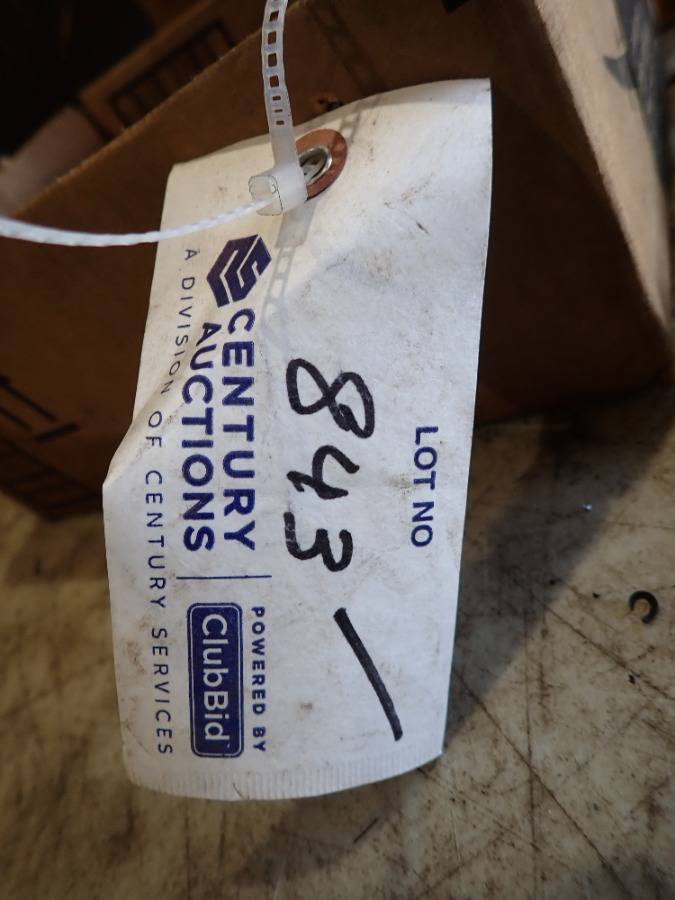 LOT NO
843 —
CENTURY
AUCTIONS
A DIVISION OF CENTURY SERVICES
POWERED BY
ClubBid